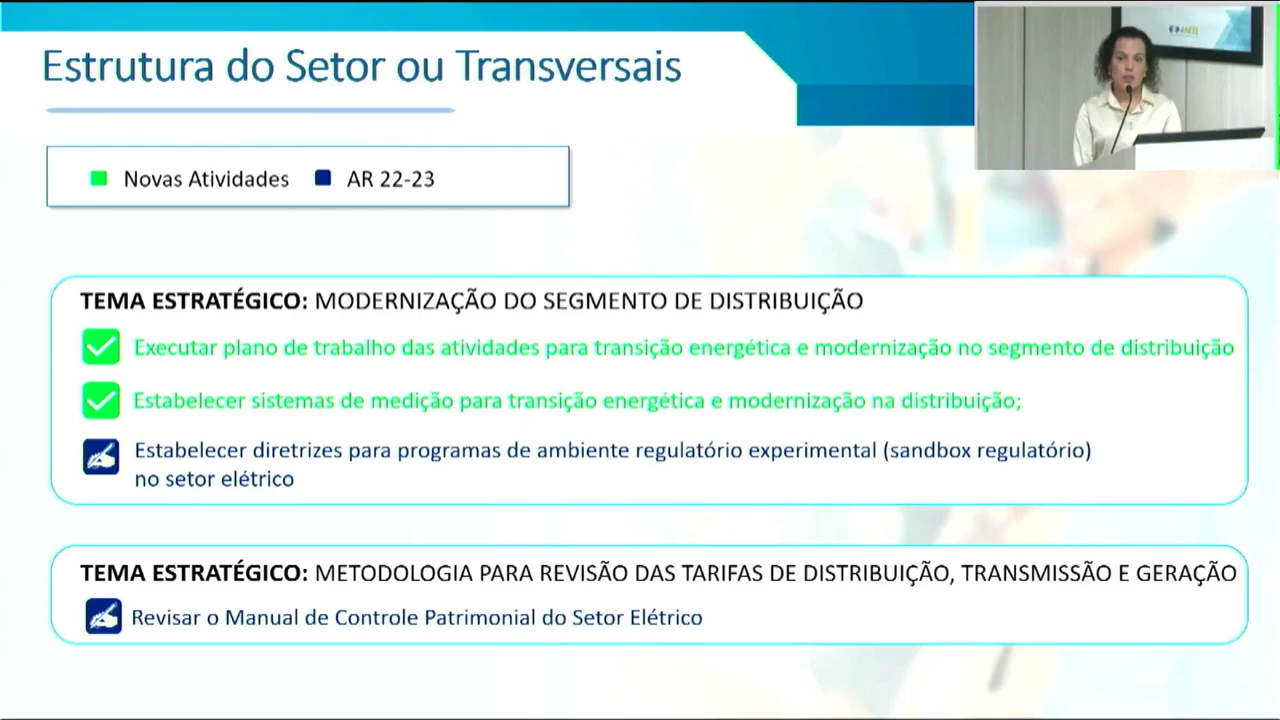 Estrutura do Setor ou Transversais
ANEEL
Novas Atividades AR 22-23
TEMA ESTRATÉGICO: MODERNIZAÇÃO DO SEGMENTO DE DISTRIBUIÇÃO
Executar plano de trabalho das atividades para transição energética e modernização no segmento de distribuição
Estabelecer sistemas de medição para transição energética e modernização na distribuição;
Estabelecer diretrizes para programas de ambiente regulatório experimental (sandbox regulatório)
no setor elétrico
TEMA ESTRATÉGICO: METODOLOGIA PARA REVISÃO DAS TARIFAS DE DISTRIBUIÇÃO, TRANSMISSÃO E GERAÇÃO
Revisar o Manual de Controle Patrimonial do Setor Elétrico